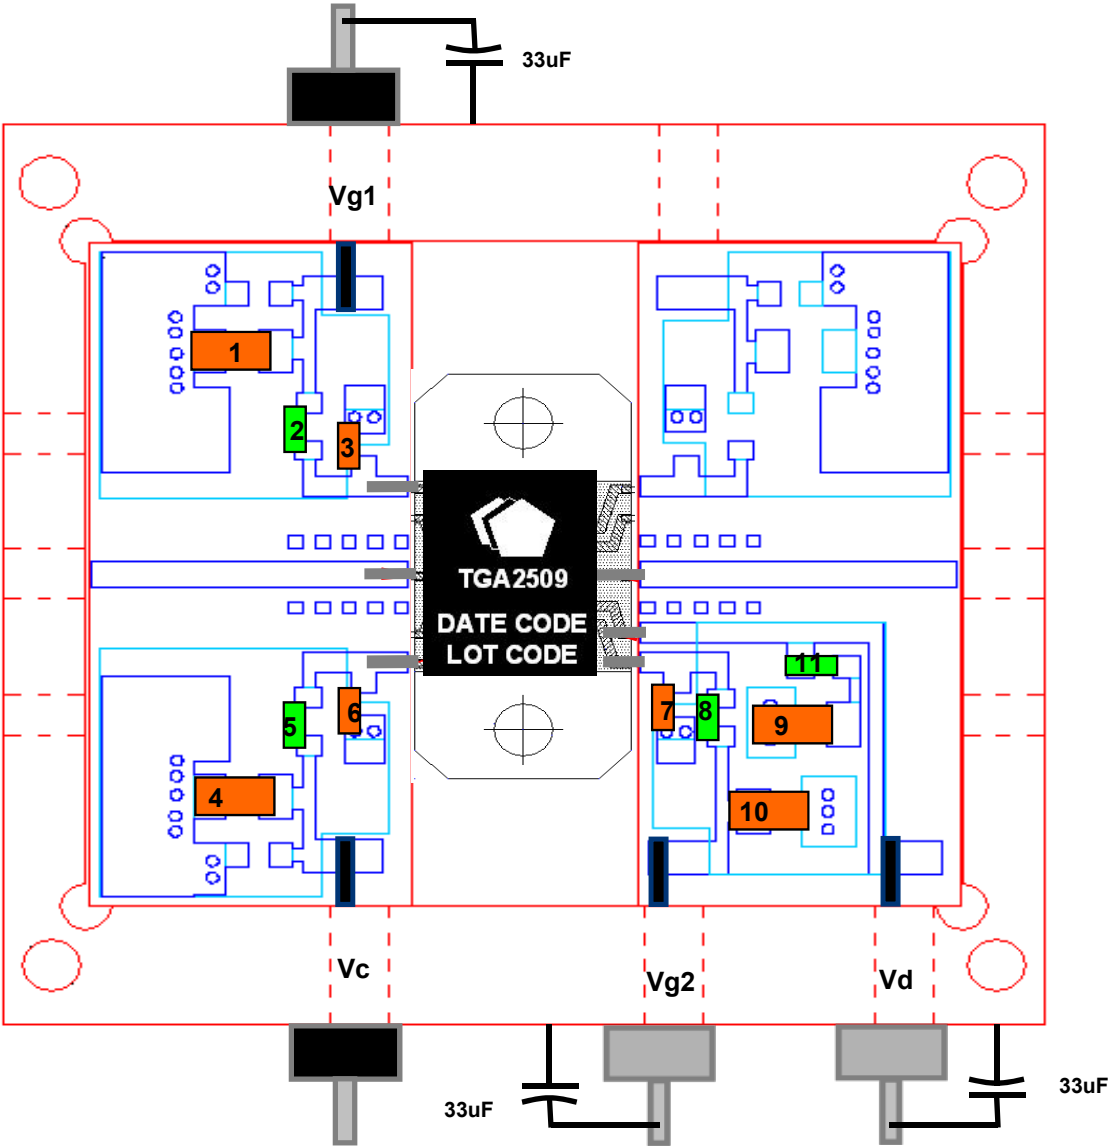 33uF
Vg1
1
2
3
TGA2509
DATE CODE
LOT CODE
4
5
6
7
8
9
10
11
Vc
Vg2
Vd
33uF
33uF